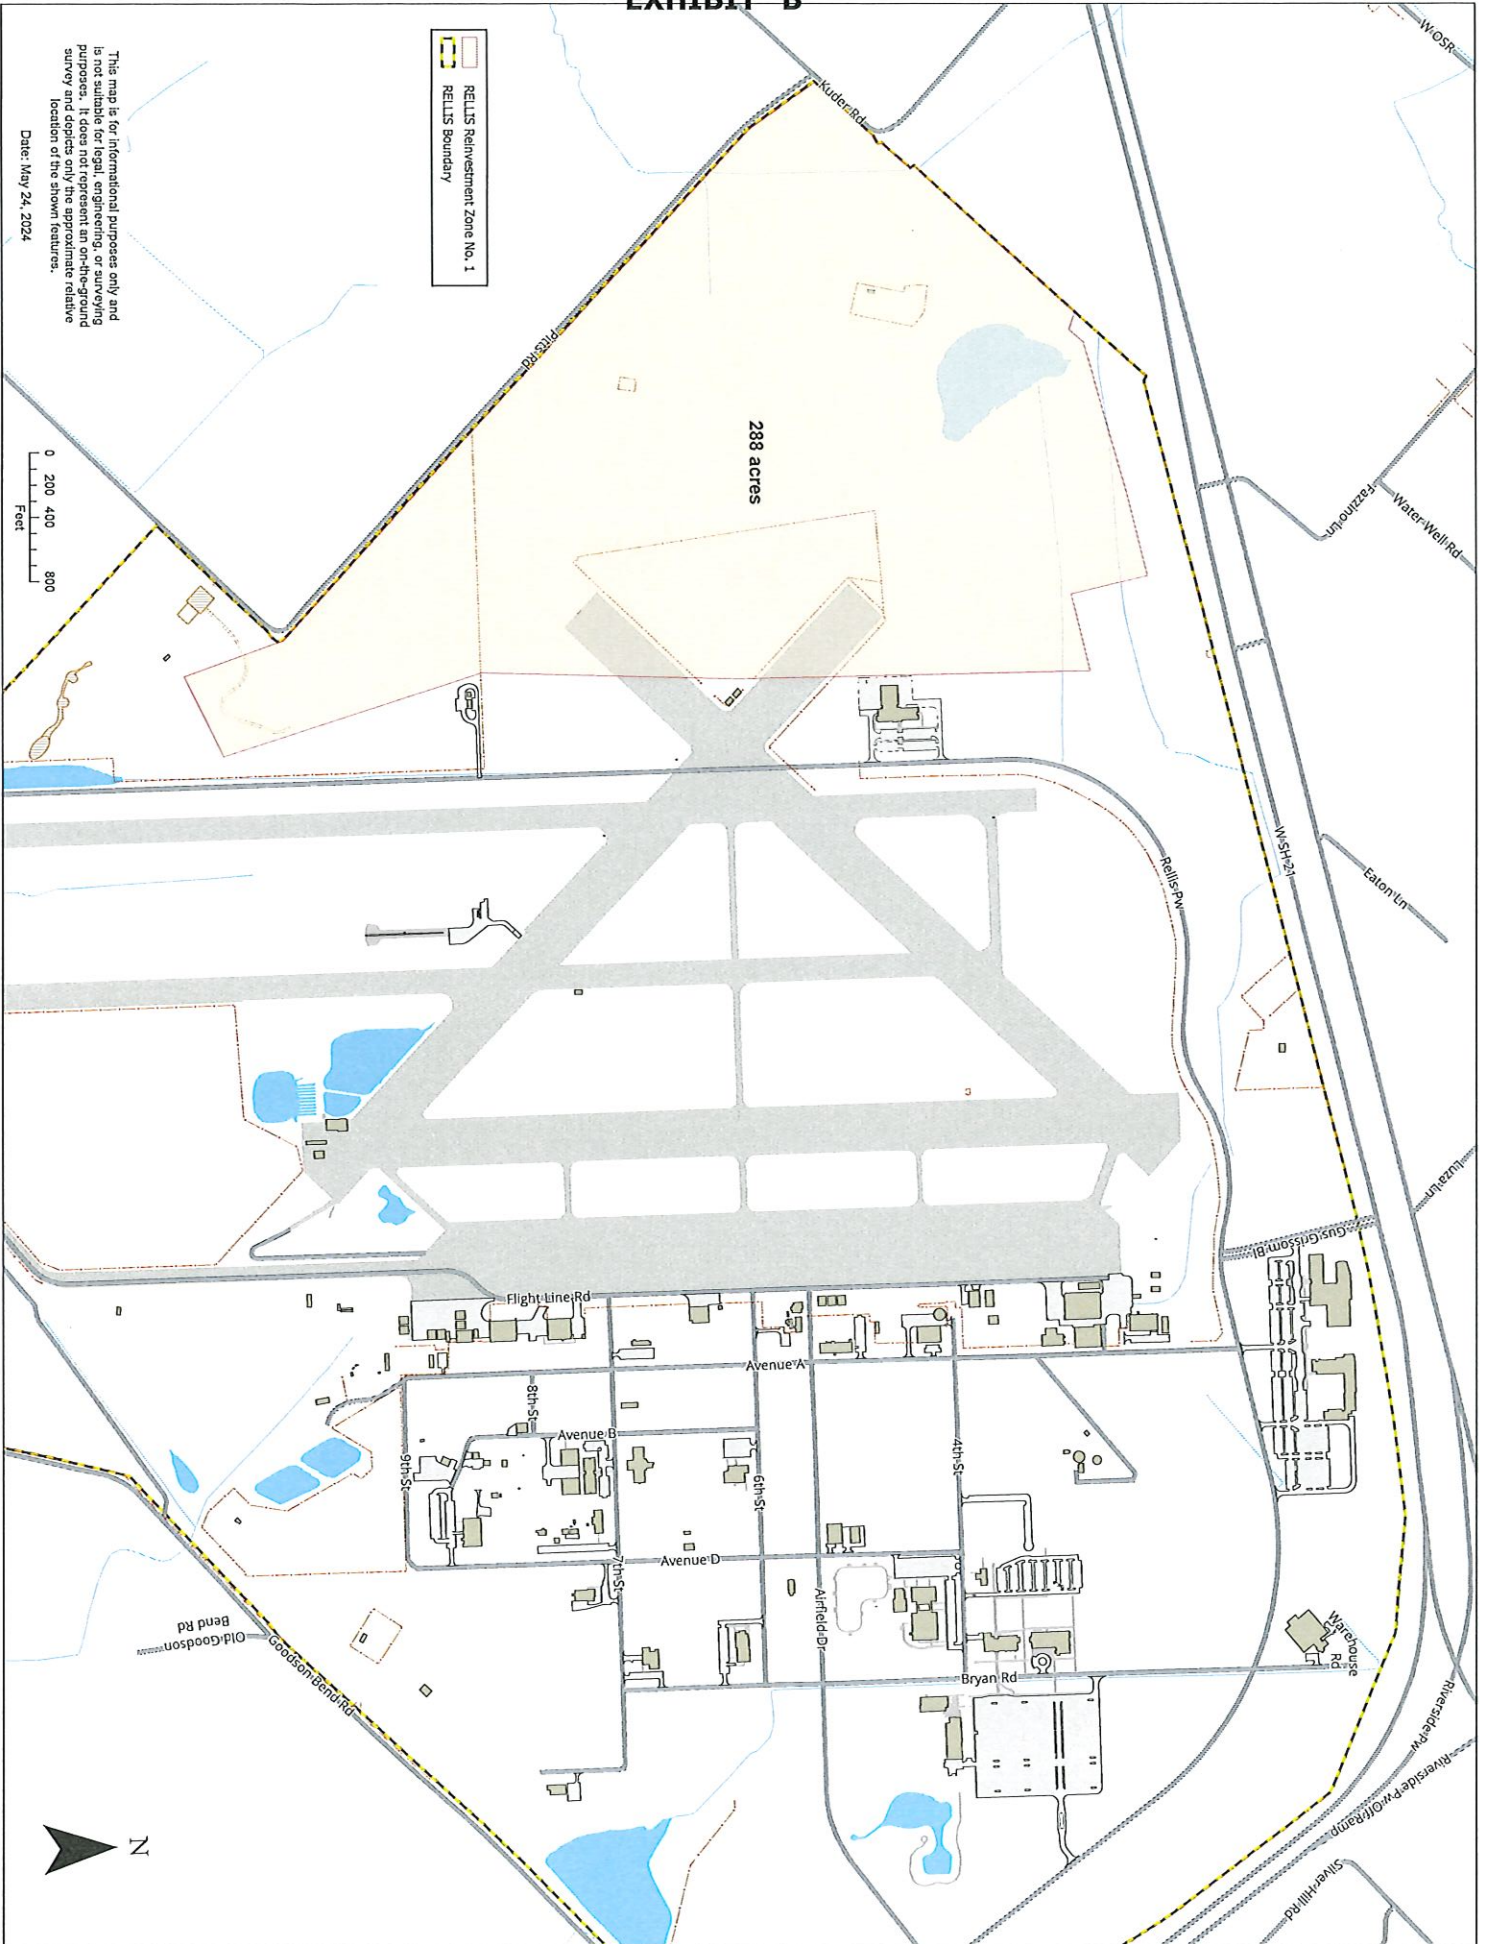 EXHIBIT "B"
RELLIS Reinvestment Zone No. 1
RELLIS Boundary
This map is for informational purposes only and
is not suitable for legal, engineering, or surveying
purposes. It does not represent an on-the-ground
survey and depicts only the approximate relative
location of the shown features.
Date: May 24, 2024
0 200 400 800
Feet
288 acres
W OSR
Kuder Rd
Pitts Rd
Fazzino Ln
Water Well Rd
W SH 21
Eaton Ln
Rellis Pw
Luza Ln
Gus Grissom Bl
Flight Line Rd
Avenue A
8th St
Avenue B
9th St
6th St
4th St
7th St
Avenue D
Airfield Dr
Bryan Rd
Warehouse
Rd
Old Goodson
Bend Rd
Goodson Bend Rd
Riverside Pw
Riverside Pw Off Ramp
Silver Hill Rd
N